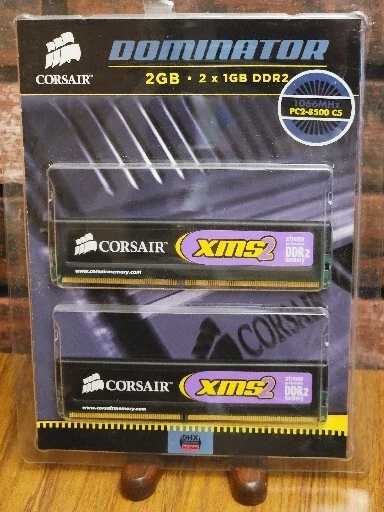 DOMINATOR
CORSAIR
2GB · 2 x 1GB DDR2
1066MHz
PC2-8500 C5
CORSAIR
XMS2
xtreme
DDR2
memory
www.corsairmemory.com
CORSAIR
CORSAIR
XMS2
xtreme
DDR2
memory
www.corsairmemory.com
DHX